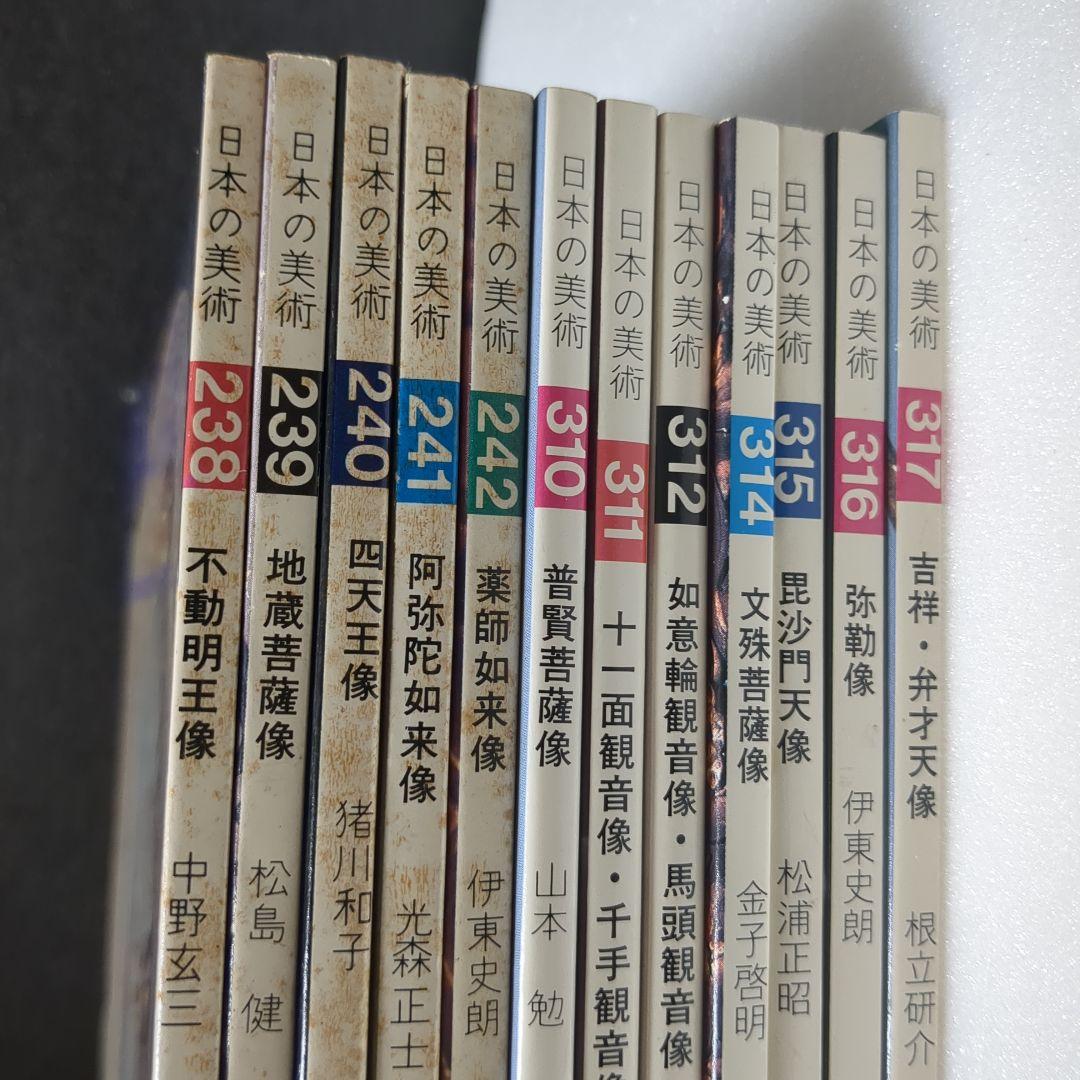 日本の美術 238 不動明王像 中野玄三
日本の美術 239 地蔵菩薩像 松島 健
日本の美術 240 四天王像 猪川和子
日本の美術 241 阿弥陀如来像 光森正士
日本の美術 242 薬師如来像 伊東史朗
日本の美術 310 普賢菩薩像 山本 勉
日本の美術 311 十一面観音像・千手観音像
日本の美術 312 如意輪観音像・馬頭観音像
日本の美術 314 文殊菩薩像 金子啓明
日本の美術 315 毘沙門天像 松浦正昭
日本の美術 316 弥勒像 伊東史朗
日本の美術 317 吉祥・弁才天像 根立研介